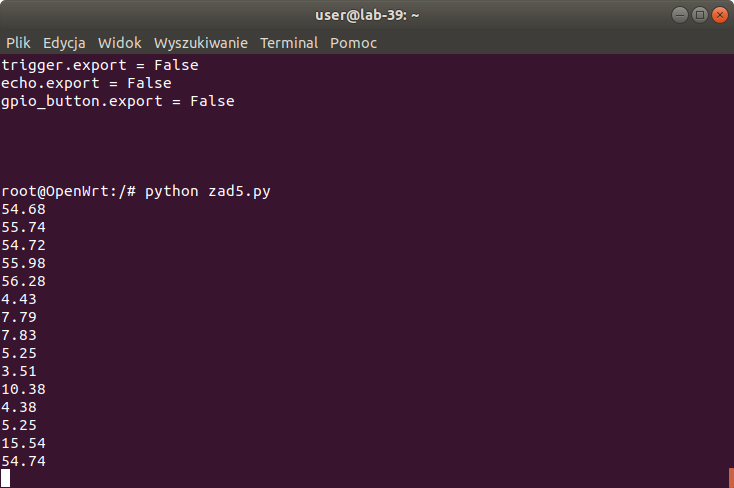 user@lab-39: ~
Plik Edycja Widok Wyszukiwanie Terminal Pomoc
trigger.export = False
echo.export = False
gpio_button.export = False
root@OpenWrt:/# python zad5.py
54.68
55.74
54.72
55.98
56.28
4.43
7.79
7.83
5.25
3.51
10.38
4.38
5.25
15.54
54.74